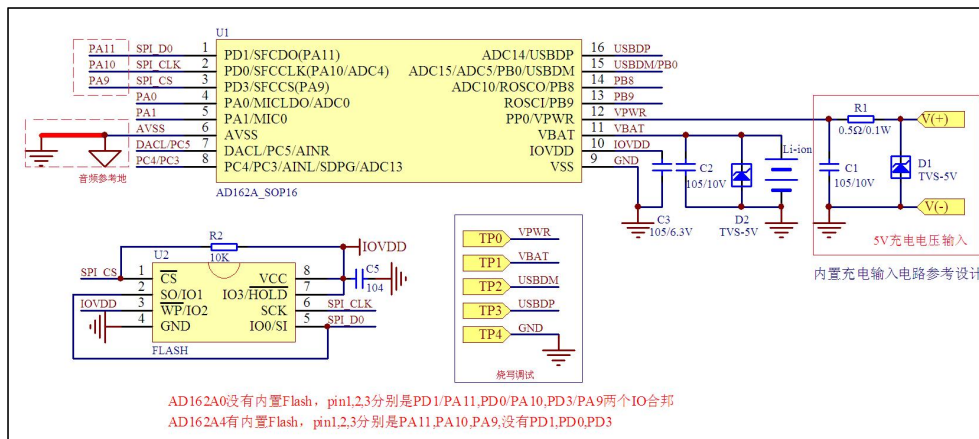 U1
PA11 SPI_D0 1 PD1/SFCDO(PA11) ADC14/USBDP 16 USBDP
PA10 SPI_CLK 2 PD0/SFCCLK(PA10/ADC4) ADC15/ADC5/PB0/USBDM 15 USBDM/PB0
PA9 SPI_CS 3 PD3/SFCCS(PA9) ADC10/ROSCO/PB8 14 PB8
PA0 4 PA0/MICLDO/ADC0 ROSCI/PB9 13 PB9
PA1 5 PA1/MIC0 PP0/VPWR 12 VPWR
AVSS 6 AVSS VBAT 11 VBAT
DACL/PC5 7 DACL/PC5/AINR IOVDD 10 IOVDD
PC4/PC3 8 PC4/PC3/AINL/SDPG/ADC13 VSS 9 GND
AD162A_SOP16
音频参考地
C3
105/6.3V
C2
105/10V
D2
TVS-5V
Li-ion
R1
0.5Ω/0.1W
C1
105/10V
D1
TVS-5V
V(+)
V(-)
5V充电电压输入
内置充电输入电路参考设计
R2
10K
IOVDD
U2
SPI_CS 1 CS VCC 8
2 SO/IO1 IO3/HOLD 7
IOVDD 3 WP/IO2 SCK 6 SPI_CLK
4 GND IO0/SI 5 SPI_D0
FLASH
C5
104
TP0 VPWR
TP1 VBAT
TP2 USBDM
TP3 USBDP
TP4 GND
烧写调试
AD162A0没有内置Flash，pin1,2,3分别是PD1/PA11,PD0/PA10,PD3/PA9两个IO合邦
AD162A4有内置Flash，pin1,2,3分别是PA11,PA10,PA9,没有PD1,PD0,PD3